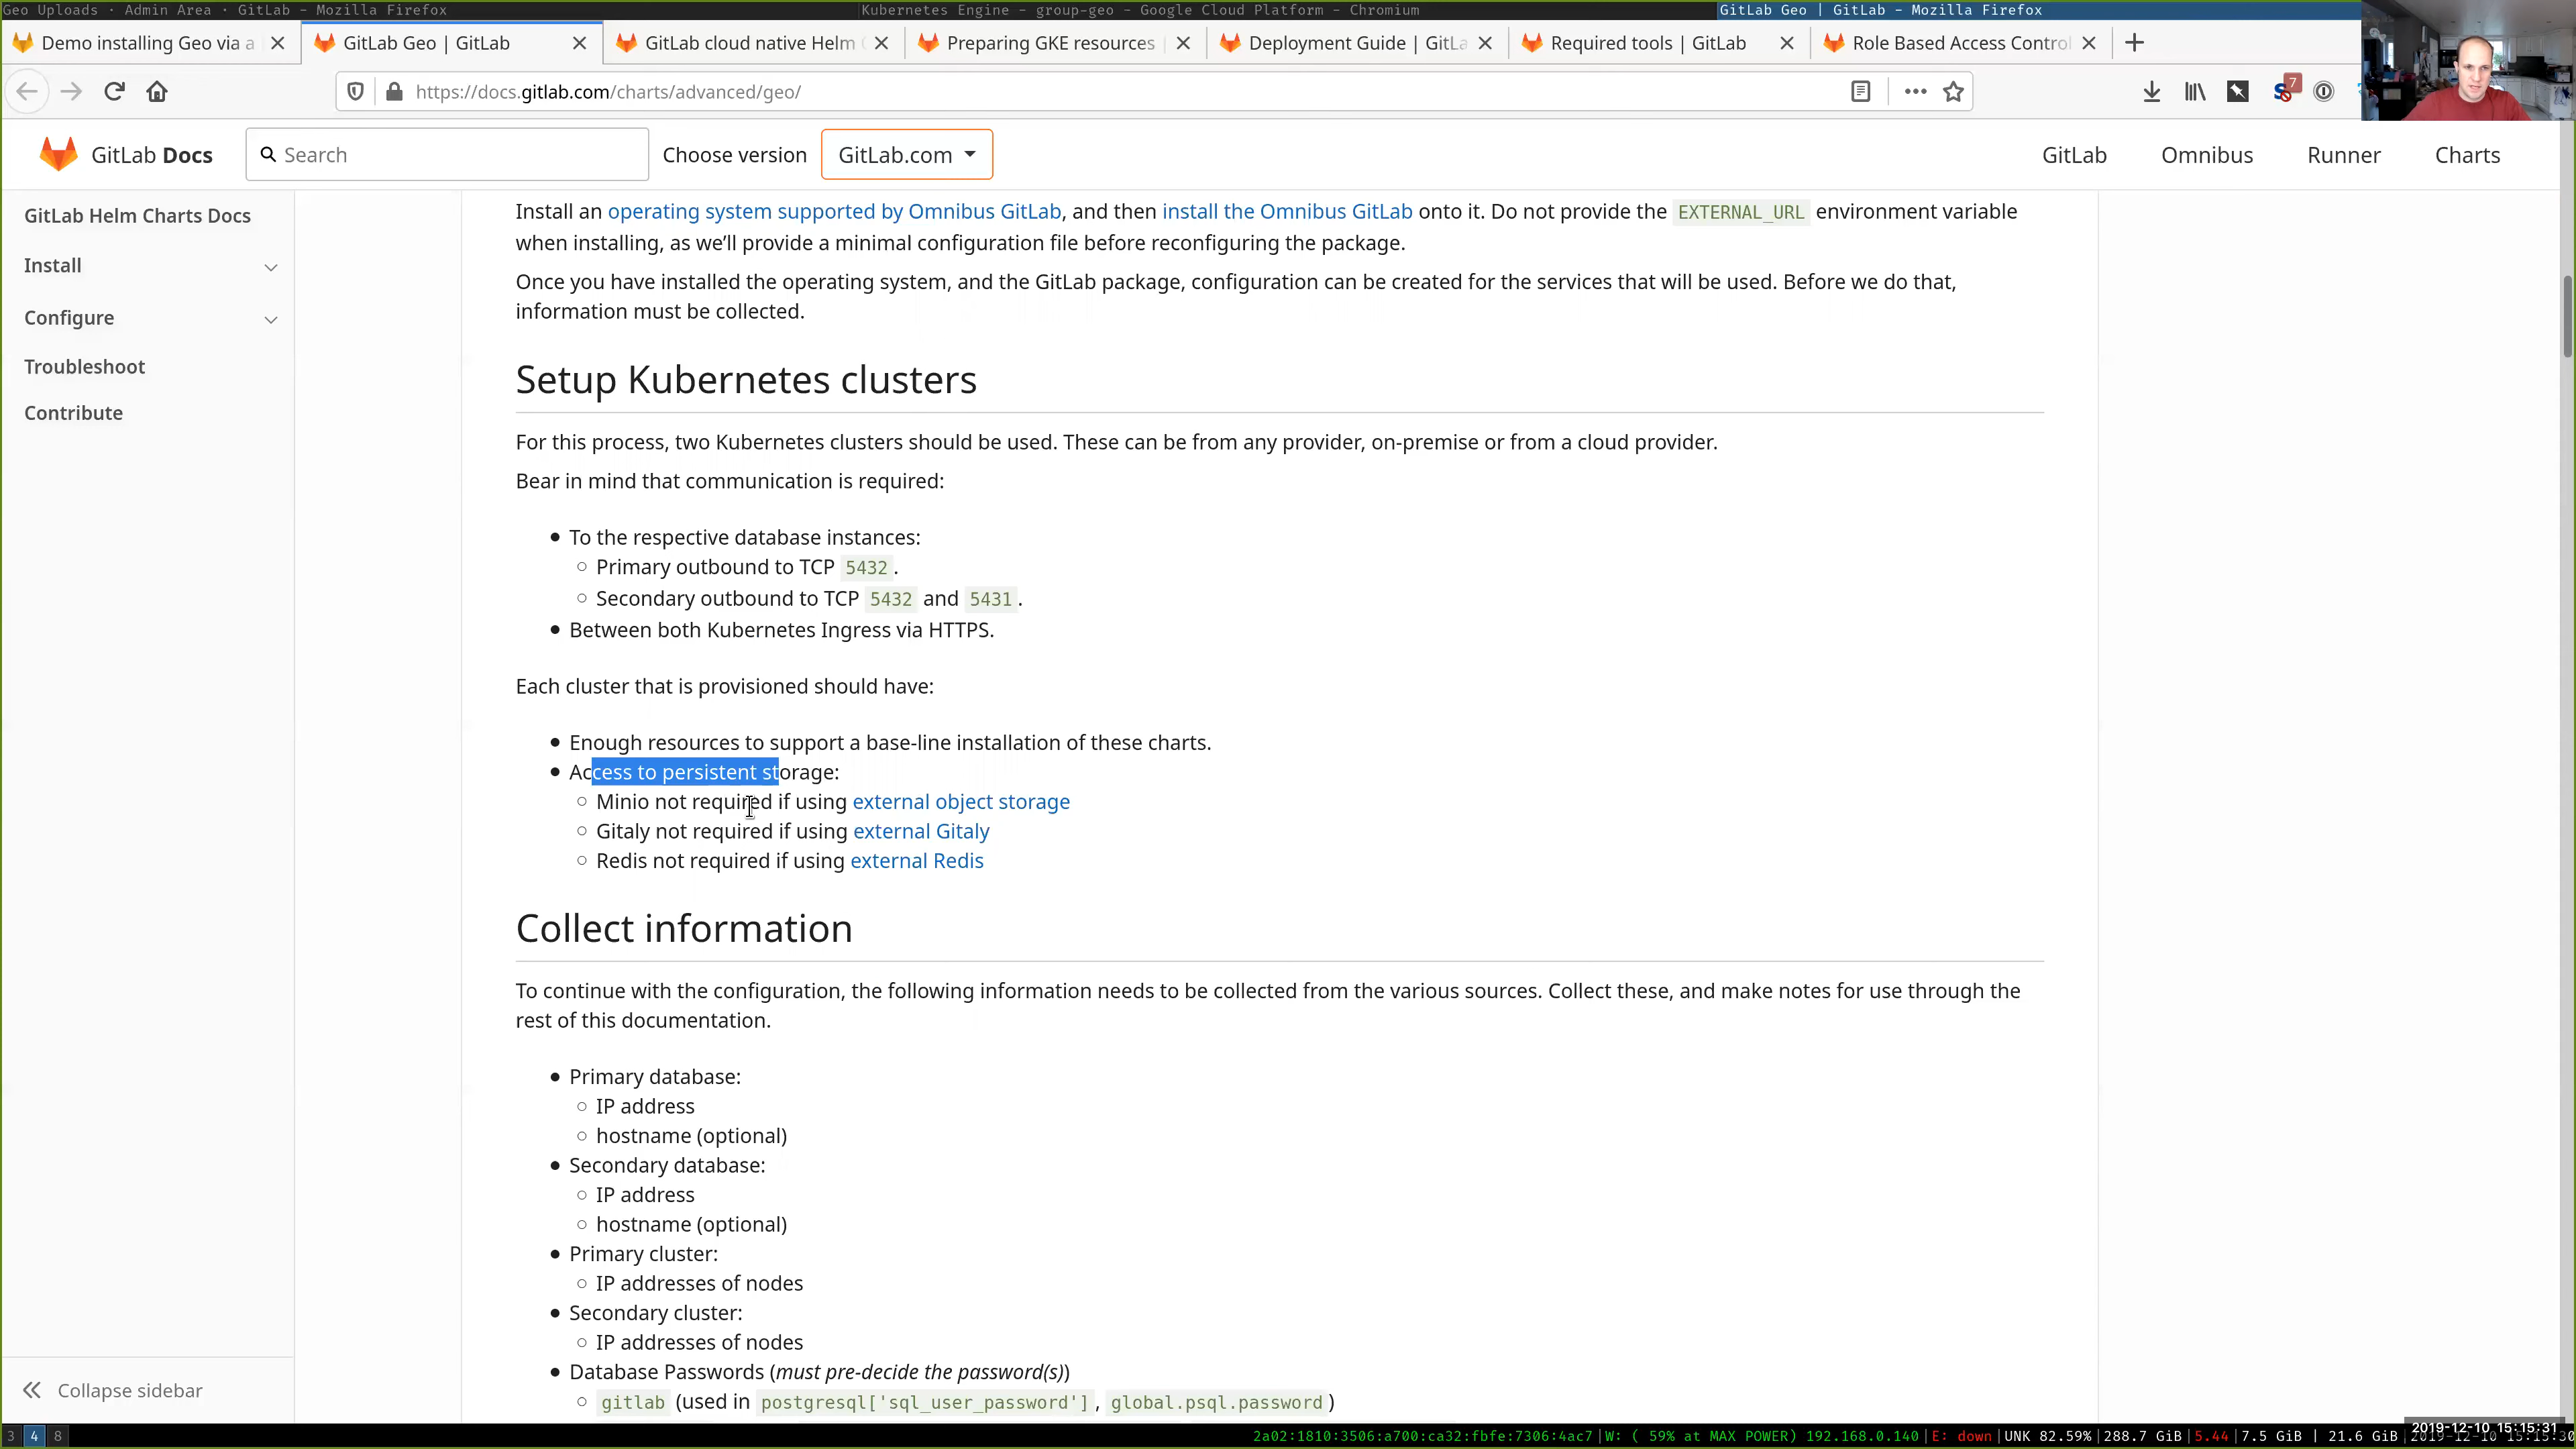 Geo Uploads · Admin Area · GitLab - Mozilla Firefox
Kubernetes Engine - group-geo - Google Cloud Platform - Chromium
GitLab Geo | GitLab - Mozilla Firefox
Demo installing Geo via a
GitLab Geo | GitLab
GitLab cloud native Helm
Preparing GKE resources
Deployment Guide | GitLa
Required tools | GitLab
Role Based Access Control
https://docs.gitlab.com/charts/advanced/geo/
7
GitLab Docs
Search
Choose version
GitLab.com
GitLab
Omnibus
Runner
Charts
GitLab Helm Charts Docs
Install
Configure
Troubleshoot
Contribute
Collapse sidebar
Install an operating system supported by Omnibus GitLab, and then install the Omnibus GitLab onto it. Do not provide the EXTERNAL_URL environment variable
when installing, as we’ll provide a minimal configuration file before reconfiguring the package.
Once you have installed the operating system, and the GitLab package, configuration can be created for the services that will be used. Before we do that,
information must be collected.
Setup Kubernetes clusters
For this process, two Kubernetes clusters should be used. These can be from any provider, on-premise or from a cloud provider.
Bear in mind that communication is required:
To the respective database instances:
Primary outbound to TCP 5432.
Secondary outbound to TCP 5432 and 5431.
Between both Kubernetes Ingress via HTTPS.
Each cluster that is provisioned should have:
Enough resources to support a base-line installation of these charts.
Access to persistent storage:
Minio not required if using external object storage
Gitaly not required if using external Gitaly
Redis not required if using external Redis
Collect information
To continue with the configuration, the following information needs to be collected from the various sources. Collect these, and make notes for use through the
rest of this documentation.
Primary database:
IP address
hostname (optional)
Secondary database:
IP address
hostname (optional)
Primary cluster:
IP addresses of nodes
Secondary cluster:
IP addresses of nodes
Database Passwords (must pre-decide the password(s))
gitlab (used in postgresql['sql_user_password'], global.psql.password)
3 4 8
2a02:1810:3506:a700:ca32:fbfe:7306:4ac7|W: ( 59% at MAX POWER) 192.168.0.140|E: down|UNK 82.59%|288.7 GiB|5.44|7.5 GiB | 21.6 GiB
2019-12-10 15:15:31